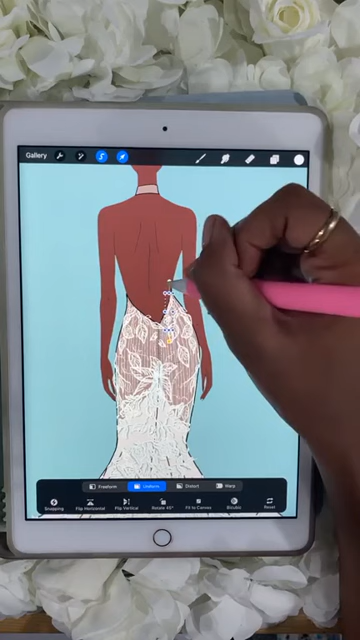 Gallery
Freeform Uniform Distort Warp
Snapping Flip Horizontal Flip Vertical Rotate 45° Fit to Canvas Bicubic Reset